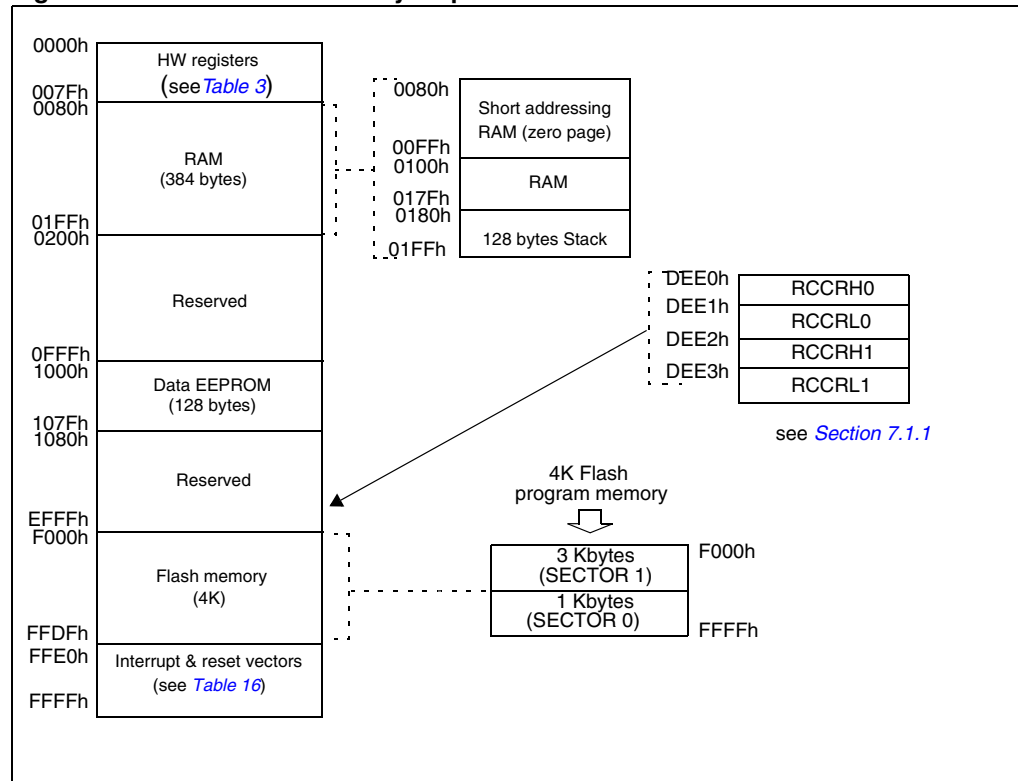 0000h
HW registers
(see Table 3)
007Fh
0080h
RAM
(384 bytes)
01FFh
0200h
Reserved
0FFFh
1000h
Data EEPROM
(128 bytes)
107Fh
1080h
Reserved
EFFFh
F000h
Flash memory
(4K)
FFDFh
FFE0h
Interrupt & reset vectors
(see Table 16)
FFFFh
0080h
Short addressing
RAM (zero page)
00FFh
0100h
RAM
017Fh
0180h
128 bytes Stack
01FFh
DEE0h
RCCRH0
DEE1h
RCCRL0
DEE2h
RCCRH1
DEE3h
RCCRL1
see Section 7.1.1
4K Flash
program memory
3 Kbytes
(SECTOR 1)
F000h
1 Kbytes
(SECTOR 0)
FFFFh